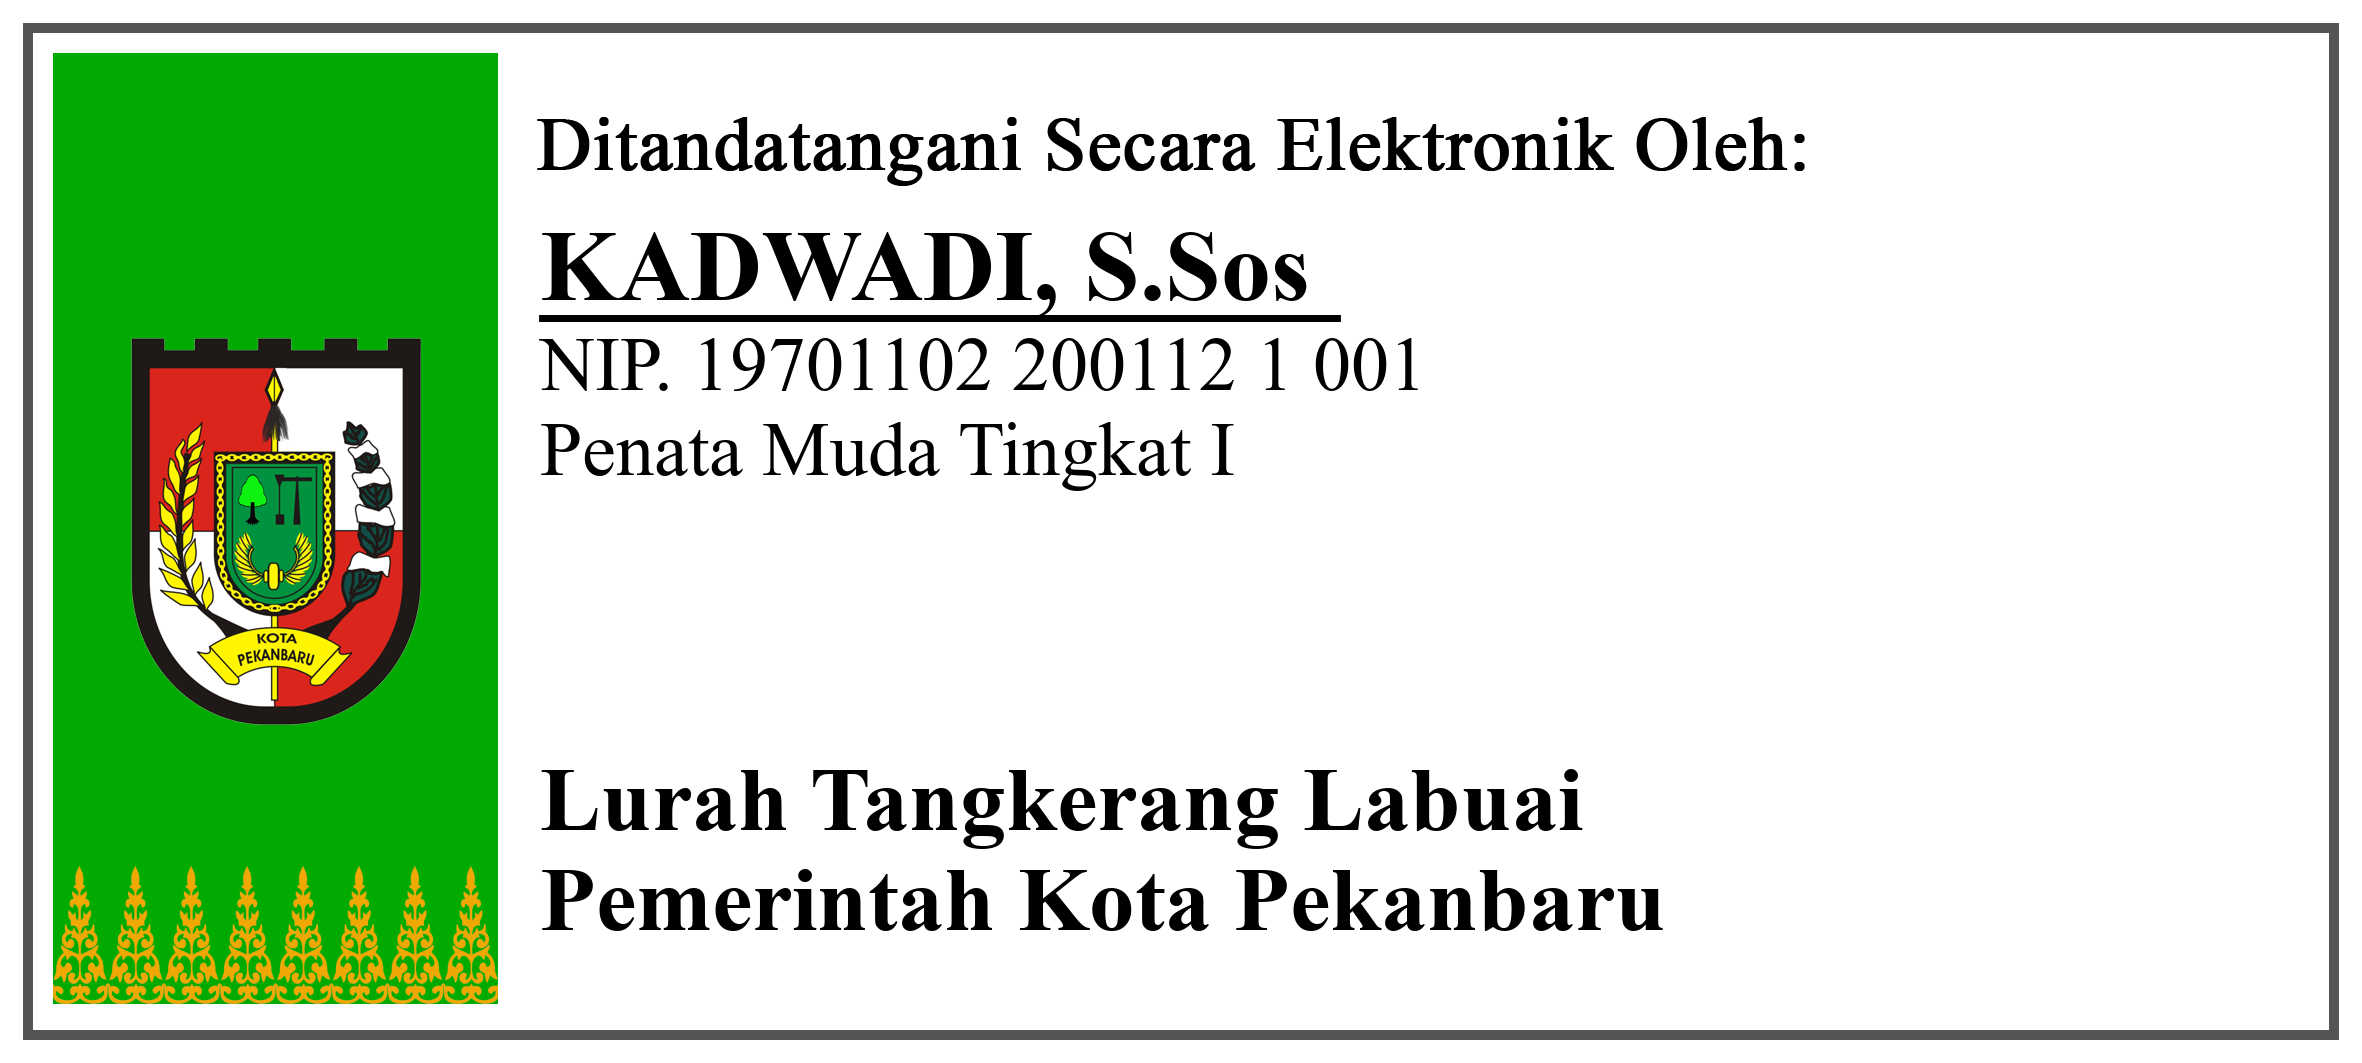 Ditandatangani Secara Elektronik Oleh:
KADWADI, S.Sos
NIP. 19701102 200112 1 001
Penata Muda Tingkat I
KOTA
PEKANBARU
Lurah Tangkerang Labuai
Pemerintah Kota Pekanbaru